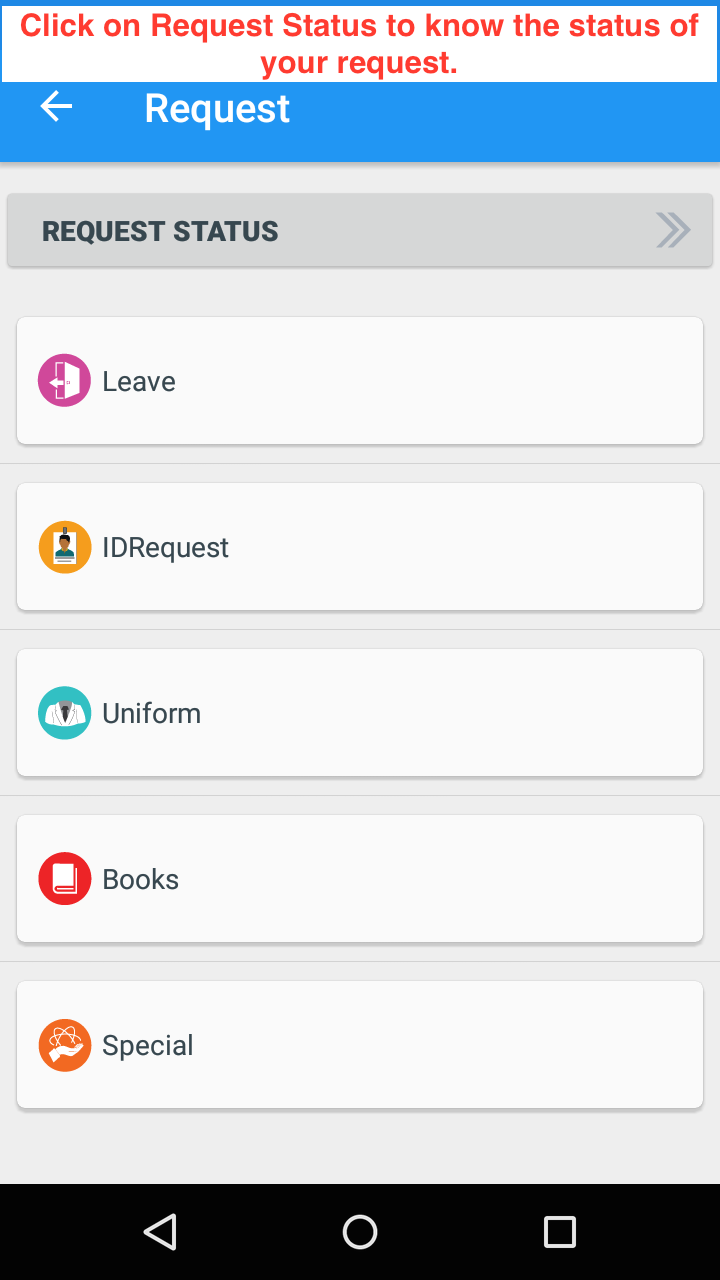 Click on Request Status to know the status of
your request.
Request
REQUEST STATUS
Leave
IDRequest
Uniform
Books
Special